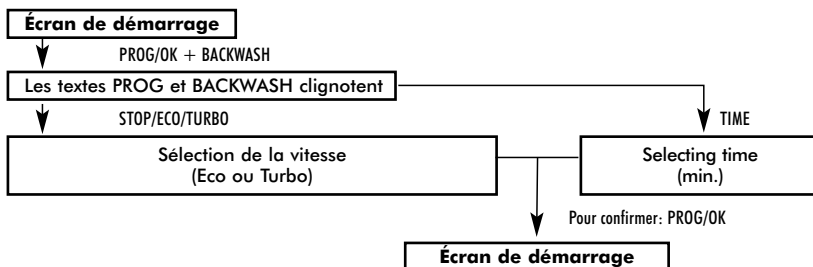 Écran de démarrage
PROG/OK + BACKWASH
Les textes PROG et BACKWASH clignotent
STOP/ECO/TURBO
TIME
Sélection de la vitesse
(Eco ou Turbo)
Selecting time
(min.)
Pour confirmer: PROG/OK
Écran de démarrage